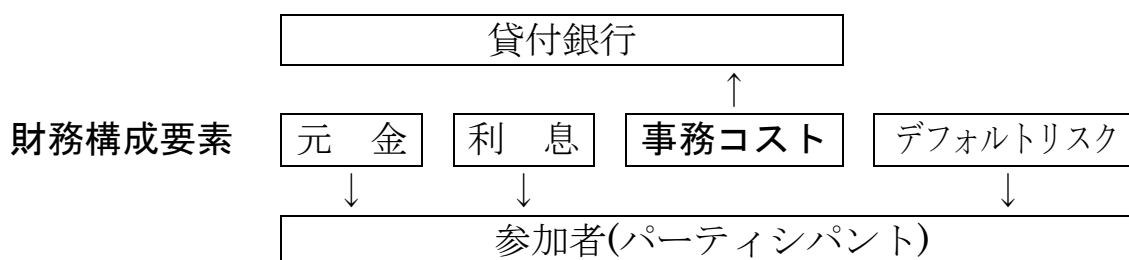 貸付銀行
↑
財務構成要素 元　金 利　息 事務コスト デフォルトリスク
↓ ↓ ↓
参加者(パーティシパント)